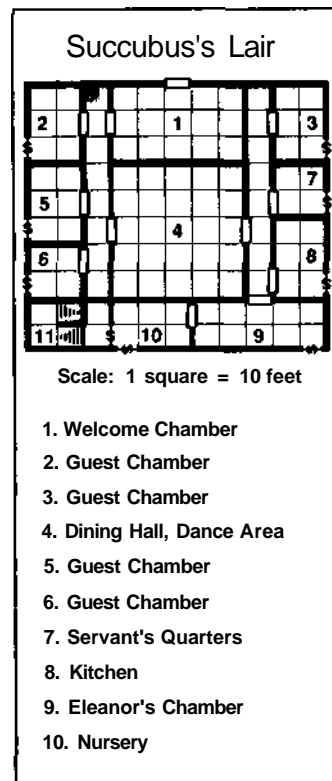 Succubus's Lair
2 1 3
7
5 4
6 8
11 10 9
S S S S S S S S S
Scale: 1 square = 10 feet
1. Welcome Chamber
2. Guest Chamber
3. Guest Chamber
4. Dining Hall, Dance Area
5. Guest Chamber
6. Guest Chamber
7. Servant's Quarters
8. Kitchen
9. Eleanor's Chamber
10. Nursery